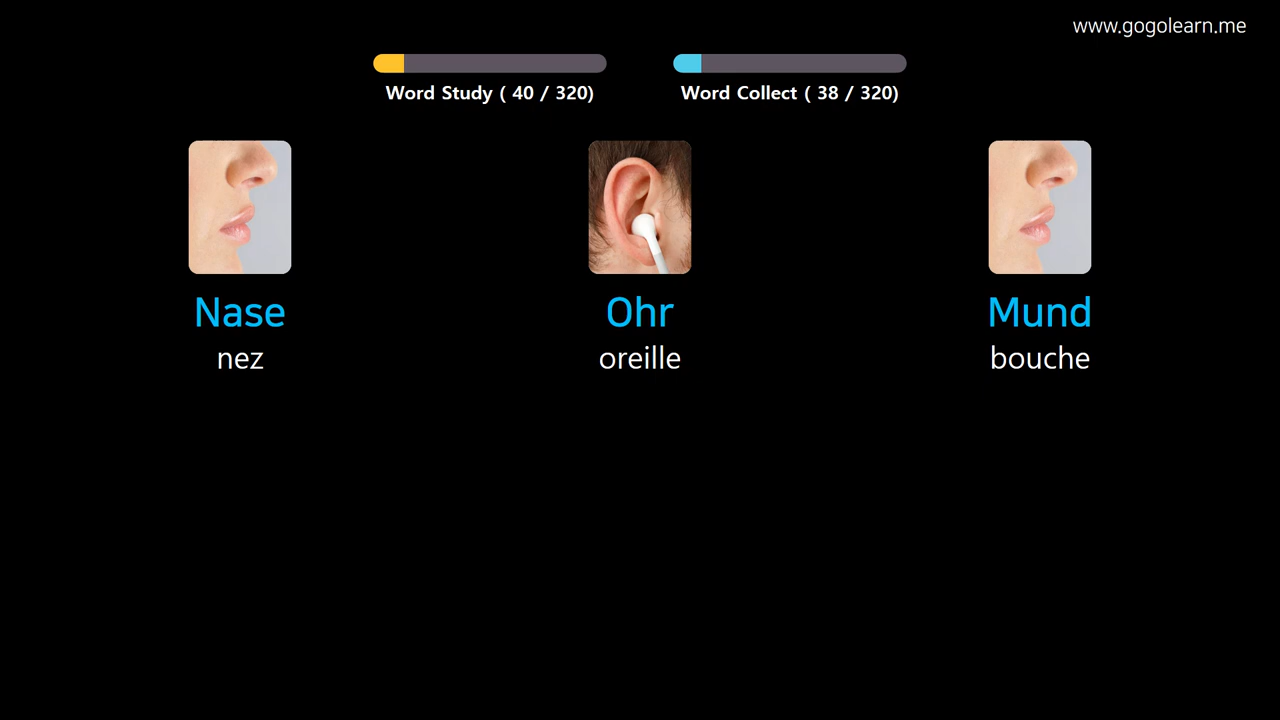 www.gogolearn.me
Word Study ( 40 / 320)
Word Collect ( 38 / 320)
Nase
nez
Ohr
oreille
Mund
bouche